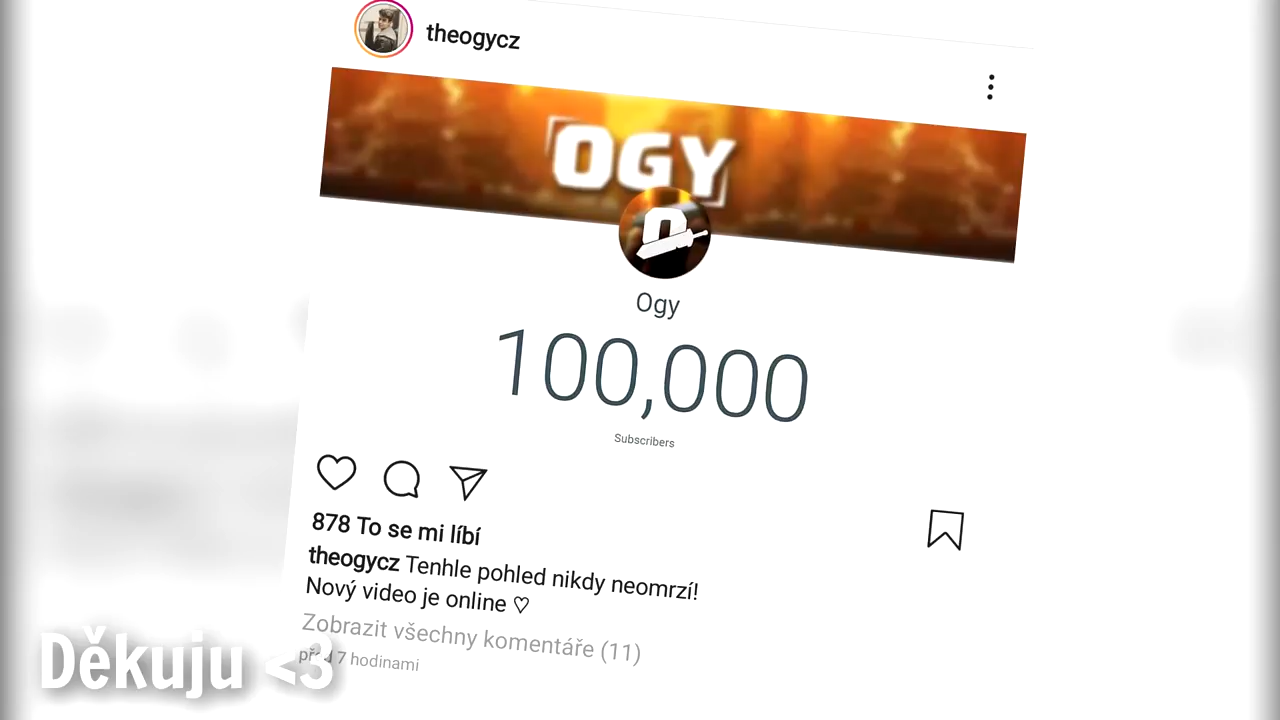 theogycz
OGY
Ogy
100,000
Subscribers
878 To se mi líbí
theogycz Tenhle pohled nikdy neomrzí!
Nový video je online ♡
Zobrazit všechny komentáře (11)
před 7 hodinami
Děkuju <3